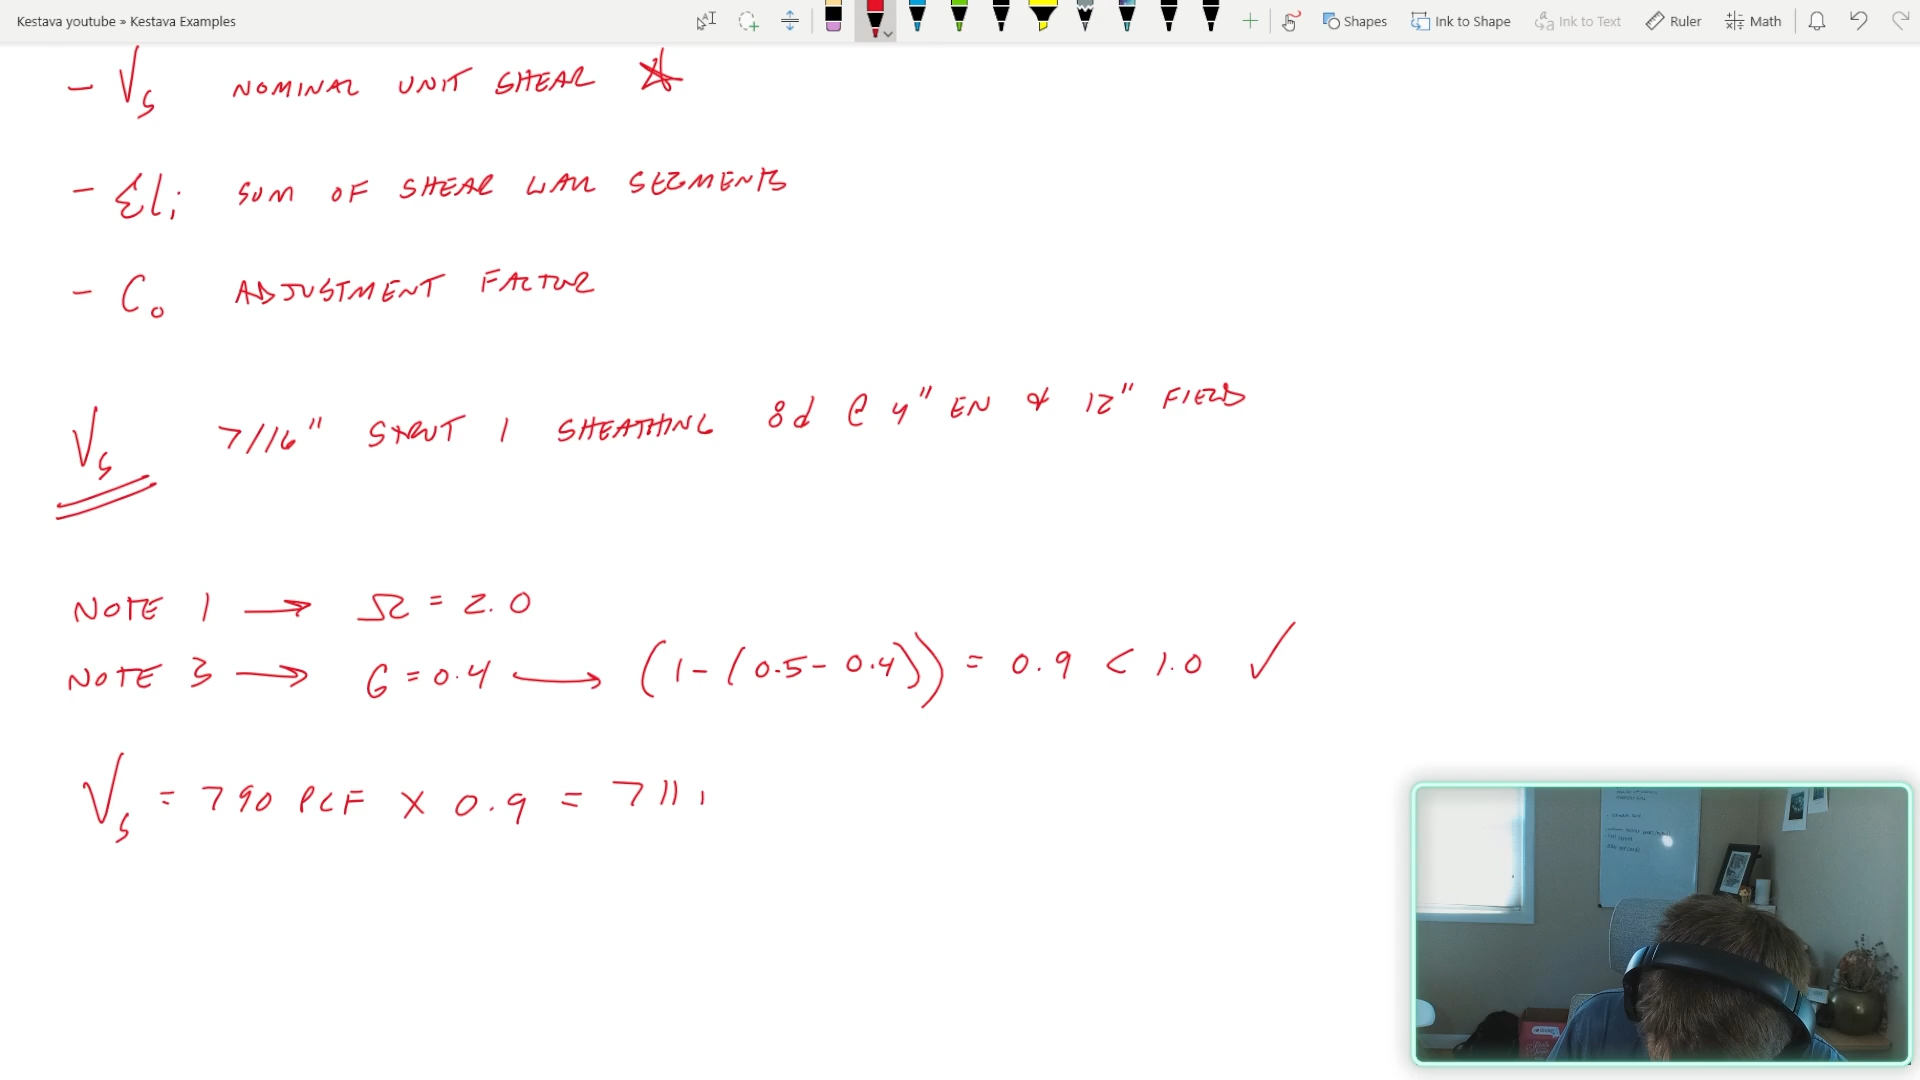 Kestava youtube » Kestava Examples
Shapes Ink to Shape Ink to Text Ruler Math
- Vs NOMINAL UNIT SHEAR
- Σli SUM OF SHEAR WALL SEGMENTS
- Co ADJUSTMENT FACTOR
Vs 7/16" STRUT 1 SHEATHING 8d @ 4" EN & 12" FIELD
NOTE 1 → Ω = 2.0
NOTE 3 → G = 0.4 → (1-(0.5-0.4)) = 0.9 < 1.0 ✓
Vs = 790 PLF X 0.9 = 711